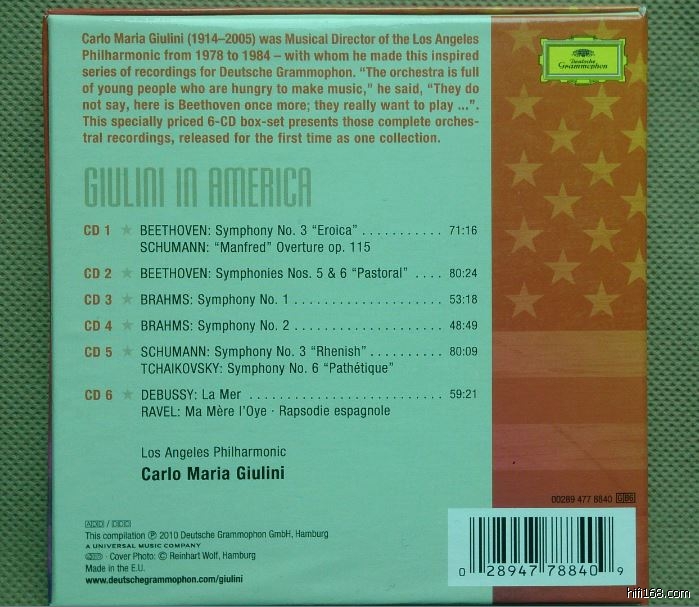 Carlo Maria Giulini (1914–2005) was Musical Director of the Los Angeles
Philharmonic from 1978 to 1984 – with whom he made this inspired
series of recordings for Deutsche Grammophon. “The orchestra is full
of young people who are hungry to make music,” he said, “They do
not say, here is Beethoven once more; they really want to play ...”.
This specially priced 6-CD box-set presents those complete orches-
tral recordings, released for the first time as one collection.
Deutsche
Grammophon
GIULINI IN AMERICA
CD 1 ★ BEETHOVEN: Symphony No. 3 “Eroica” ........... 71:16
SCHUMANN: “Manfred” Overture op. 115
CD 2 ★ BEETHOVEN: Symphonies Nos. 5 & 6 “Pastoral” .... 80:24
CD 3 ★ BRAHMS: Symphony No. 1 ..................... 53:18
CD 4 ★ BRAHMS: Symphony No. 2 ..................... 48:49
CD 5 ★ SCHUMANN: Symphony No. 3 “Rhenish” .......... 80:09
TCHAIKOVSKY: Symphony No. 6 “Pathétique”
CD 6 ★ DEBUSSY: La Mer ........................... 59:21
RAVEL: Ma Mère l’Oye · Rapsodie espagnole
Los Angeles Philharmonic
Carlo Maria Giulini
00289 477 8840 GB6
ADD / DDD
This compilation ℗ 2010 Deutsche Grammophon GmbH, Hamburg
A UNIVERSAL MUSIC COMPANY
· Cover Photo: © Reinhart Wolf, Hamburg
Made in the E.U.
www.deutschegrammophon.com/giulini
0 28947 78840 9
hifi168.com